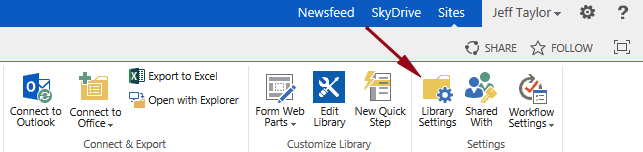 Newsfeed SkyDrive Sites Jeff Taylor ?
SHARE FOLLOW
Connect to Outlook
Connect to Office
Export to Excel
Open with Explorer
Connect & Export
Form Web Parts
Edit Library
New Quick Step
Customize Library
Library Settings
Shared With
Workflow Settings
Settings